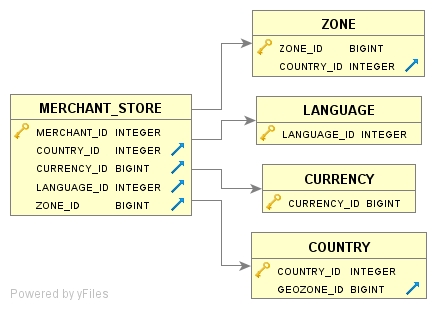 MERCHANT_STORE
MERCHANT_ID INTEGER
COUNTRY_ID INTEGER
CURRENCY_ID BIGINT
LANGUAGE_ID INTEGER
ZONE_ID BIGINT
ZONE
ZONE_ID BIGINT
COUNTRY_ID INTEGER
LANGUAGE
LANGUAGE_ID INTEGER
CURRENCY
CURRENCY_ID BIGINT
COUNTRY
COUNTRY_ID INTEGER
GEOZONE_ID BIGINT
Powered by yFiles